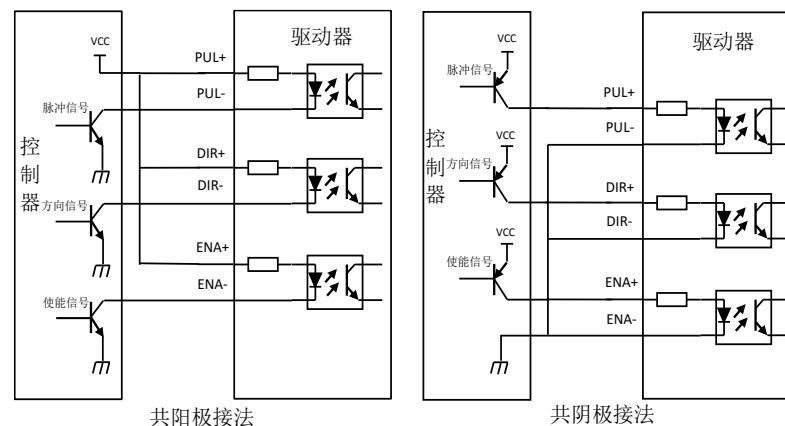 驱动器
VCC
PUL+
脉冲信号
PUL-
控制器
DIR+
方向信号
DIR-
ENA+
使能信号
ENA-
共阳极接法
驱动器
VCC
脉冲信号
PUL+
控制器
PUL-
VCC
方向信号
DIR+
DIR-
VCC
使能信号
ENA+
ENA-
共阴极接法